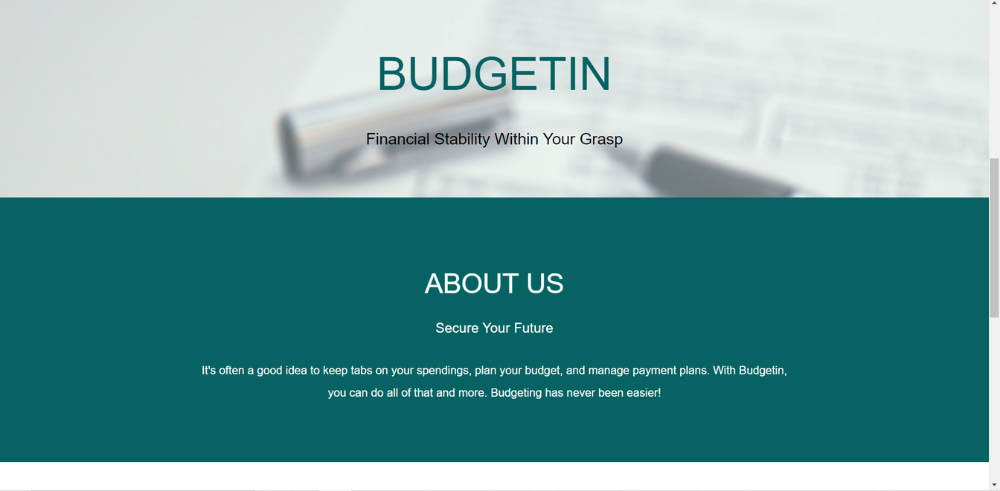 BUDGETIN
Financial Stability Within Your Grasp
ABOUT US
Secure Your Future
It's often a good idea to keep tabs on your spendings, plan your budget, and manage payment plans. With Budgetin,
you can do all of that and more. Budgeting has never been easier!